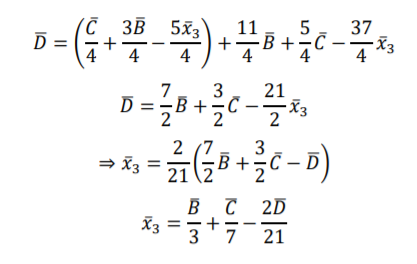 D̅ = (C̅/4 + 3B̅/4 − 5x̄₃/4) + 11/4 B̅ + 5/4 C̅ − 37/4 x̄₃
D̅ = 7/2 B̅ + 3/2 C̅ − 21/2 x̄₃
⇒ x̄₃ = 2/21 (7/2 B̅ + 3/2 C̅ − D̅)
x̄₃ = B̅/3 + C̅/7 − 2D̅/21